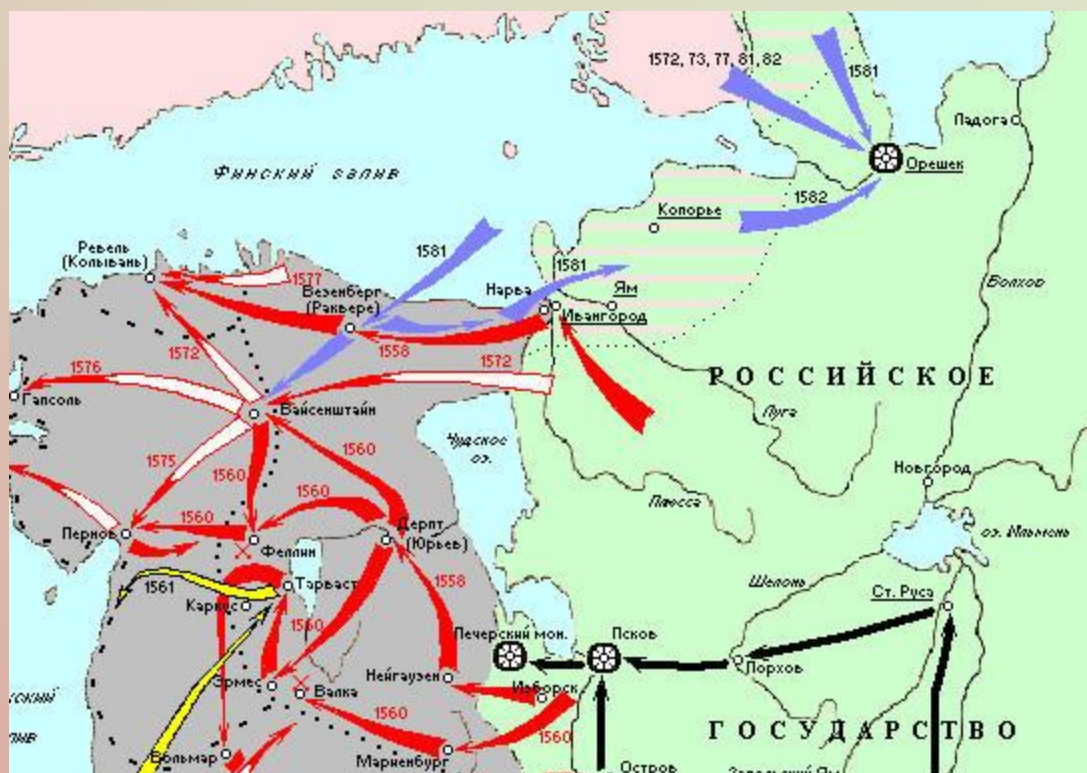 1572, 73, 77, 81, 82
1581
Ладога
Орешек
Финский залив
1582
Копорье
Ревель
(Колывань)
1581
1577
1581
Везенберг
(Раквере)
Нарва
Ям
Волхов
Ивангород
1558
1572
1572
1576
РОССИЙСКОЕ
Гапсоль
Вайсенштайн
Луга
Чудское
оз.
1560
1575
1560
Новгород
1560
Плюсса
1560
Пернов
Дерпт
(Юрьев)
оз. Ильмень
Феллин
1561
Тарваст
1558
Шелонь
Каркус
Ст. Руса
1560
Печерский мон.
Псков
Порхов
Нейгаузен
Эрмес
Валка
Изборск
1560
ГОСУДАРСТВО
1560
Вольмар
Мариенбург
Остров